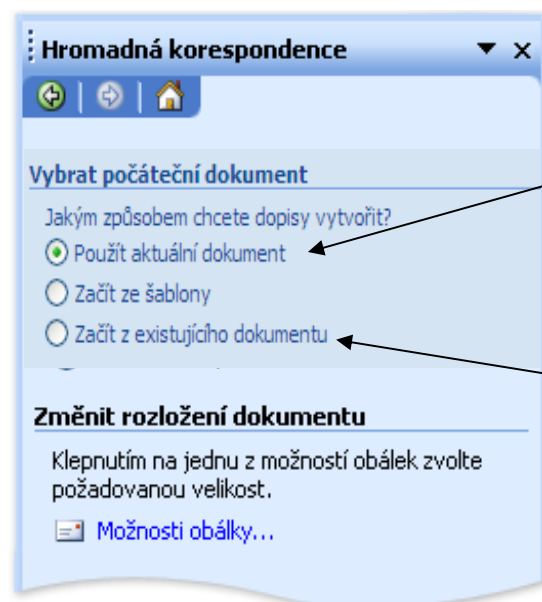 Hromadná korespondence
Vybrat počáteční dokument
Jakým způsobem chcete dopisy vytvořit?
Použít aktuální dokument
Začít ze šablony
Začít z existujícího dokumentu
Změnit rozložení dokumentu
Klepnutím na jednu z možností obálek zvolte
požadovanou velikost.
Možnosti obálky...